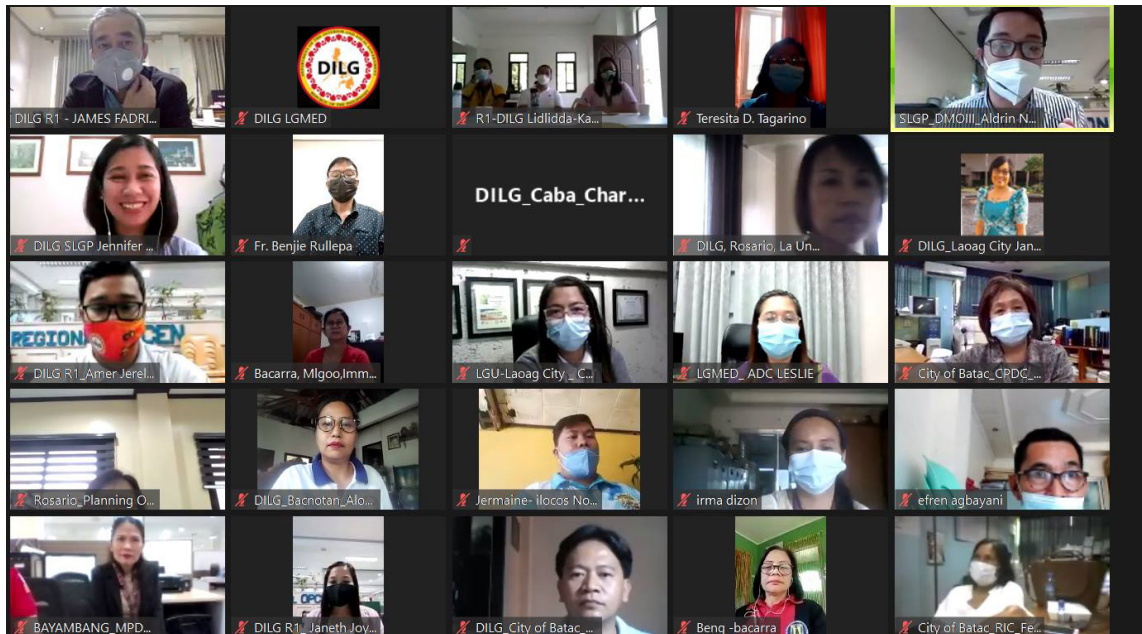 DILG R1 - JAMES FADRI...
DILG
DILG LGMED
R1-DILG Lidlidda-Ka...
Teresita D. Tagarino
SLGP_DMOIII_Aldrin N...
DILG SLGP Jennifer ...
Fr. Benjie Rullepa
DILG_Caba_Char...
DILG, Rosario, La Un...
DILG_Laoag City Jan...
REGION
CEN
DILG R1_Amer Jerel...
Bacarra, Mlgoo,Imm...
LGU-Laoag City _ C...
LGMED_ ADC LESLIE
City of Batac_CPDC_...
Rosario_Planning O...
DILG_Bacnotan_Alo...
Jermaine- ilocos No...
irma dizon
efren agbayani
BAYAMBANG_MPD...
DILG R1_ Janeth Joy...
DILG_City of Batac_...
Beng -bacarra
City of Batac_RIC_Fe...